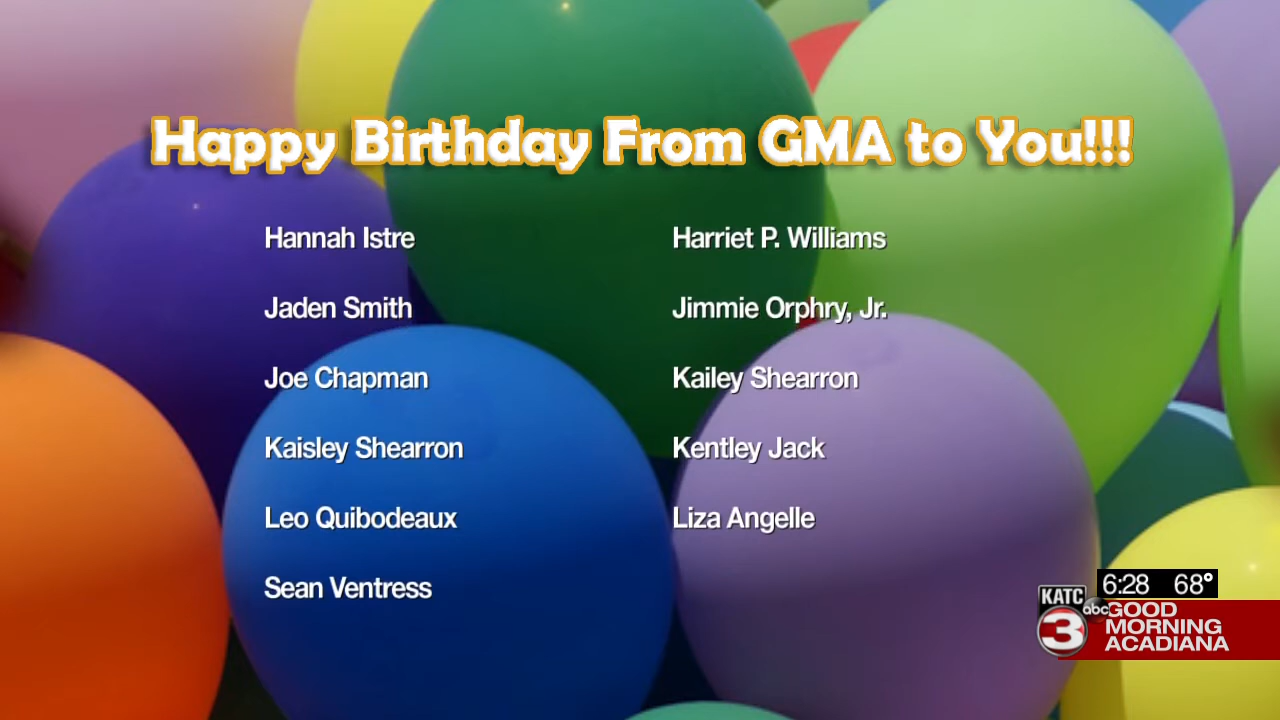 Happy Birthday From GMA to You!!!
Hannah Istre
Harriet P. Williams
Jaden Smith
Jimmie Orphry, Jr.
Joe Chapman
Kailey Shearron
Kaisley Shearron
Kentley Jack
Leo Quibodeaux
Liza Angelle
Sean Ventress
6:28 68°
KATC
3
abc
GOOD
MORNING
ACADIANA